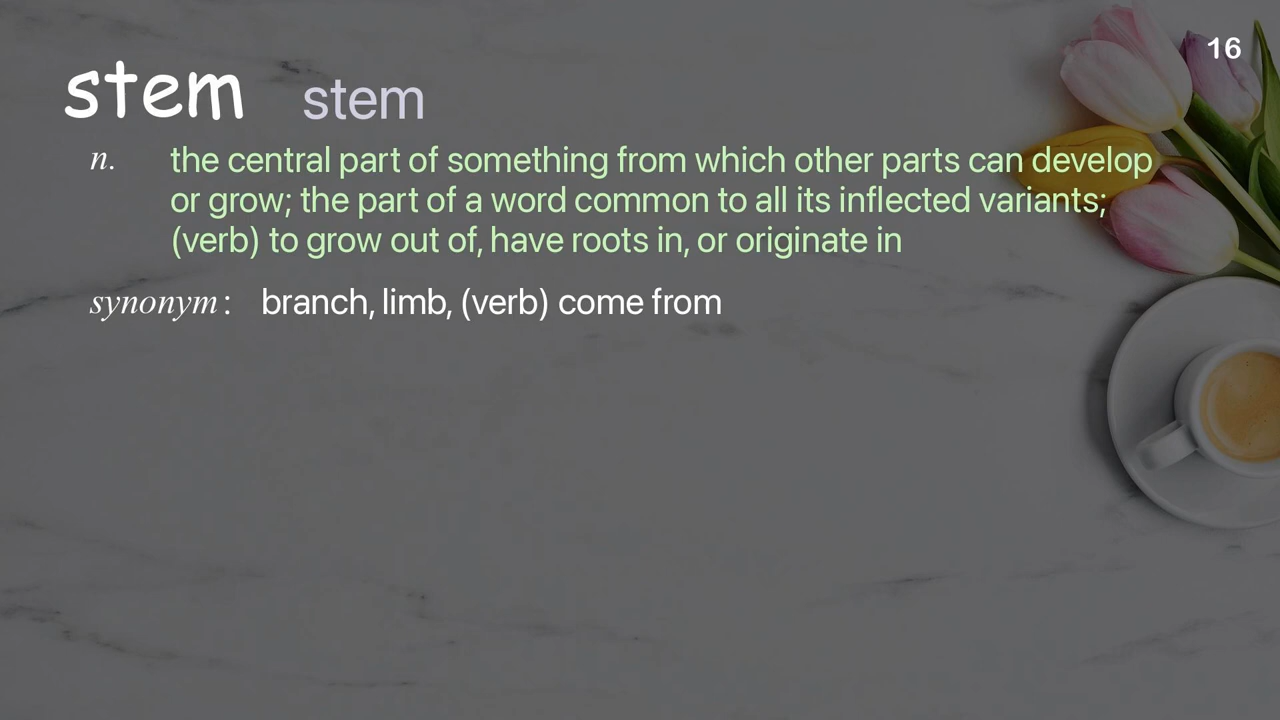 16
stem stem
n. the central part of something from which other parts can develop
or grow; the part of a word common to all its inflected variants;
(verb) to grow out of, have roots in, or originate in
synonym: branch, limb, (verb) come from